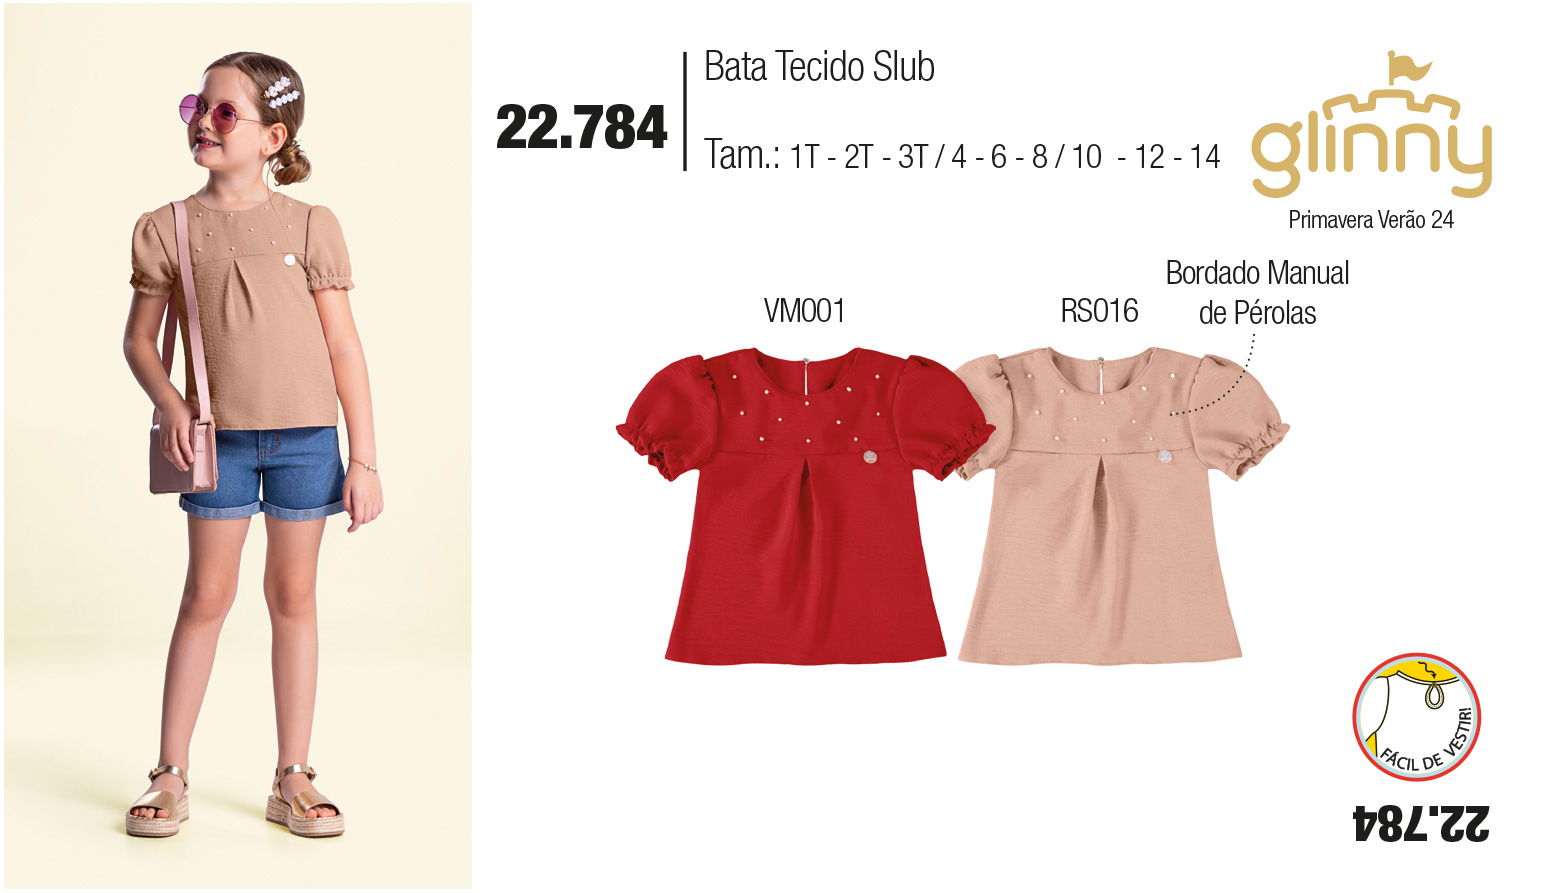 22.784
Bata Tecido Slub
Tam.: 1T - 2T - 3T / 4 - 6 - 8 / 10 - 12 - 14
glinny
Primavera Verão 24
VM001
RS016
Bordado Manual
de Pérolas
FÁCIL DE VESTIR!
22.784